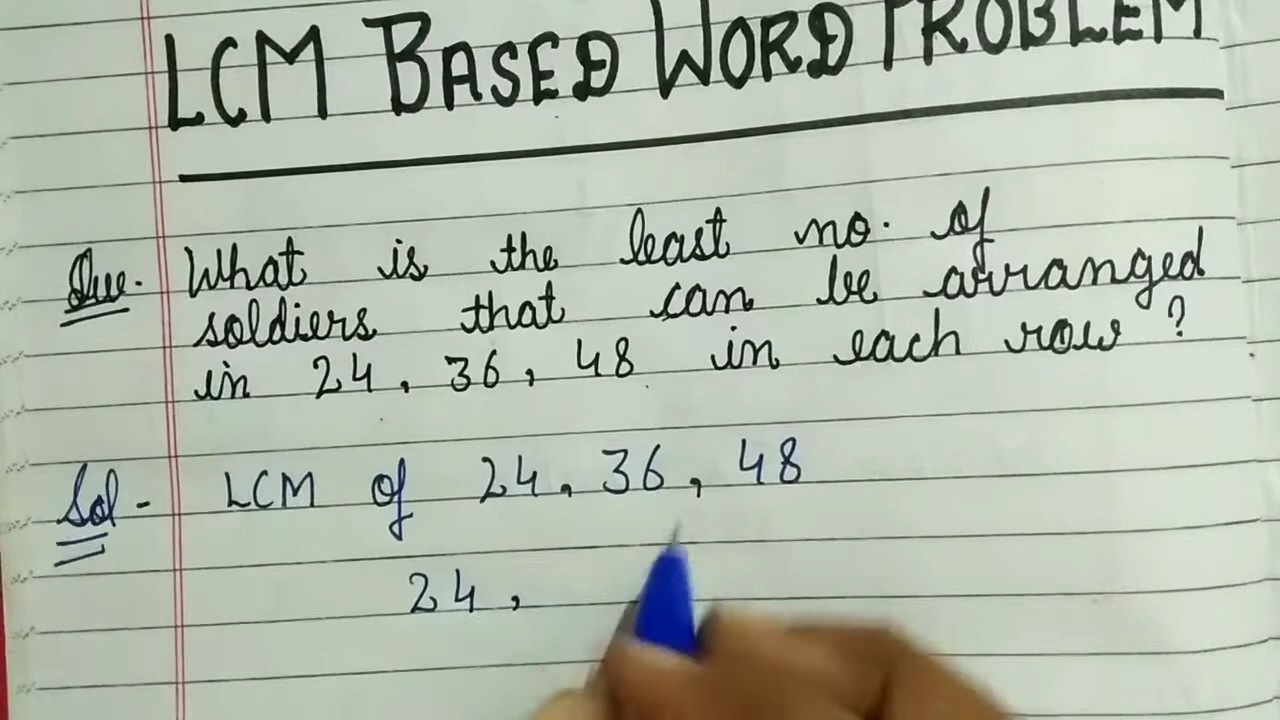 LCM BASED WORD PROBLEM
Que. What is the least no. of
soldiers that can be arranged
in 24, 36, 48 in each row ?
Sol - LCM of 24, 36, 48
24,